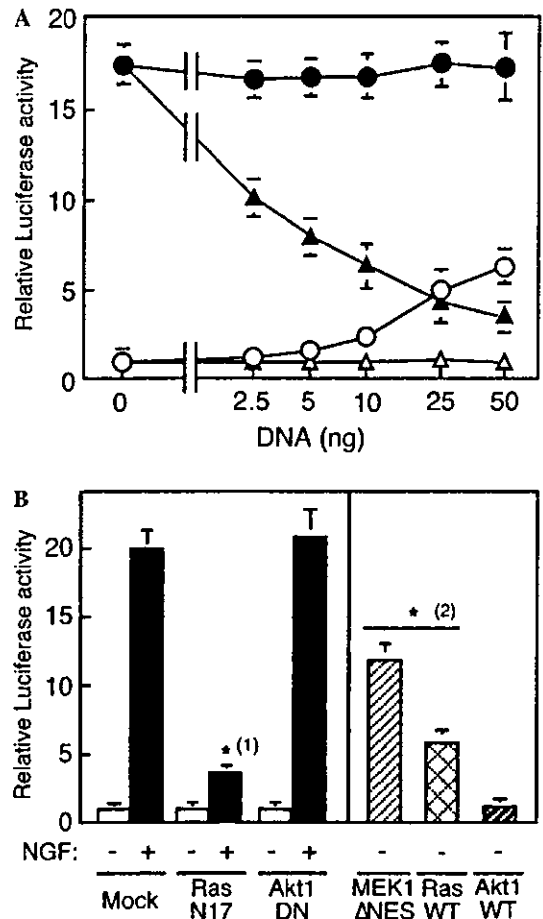 A
Relative Luciferase activity
20
15
10
5
0
0 2.5 5 10 25 50
DNA (ng)
B
Relative Luciferase activity
20
15
10
5
0
* (1)
* (2)
NGF: - + - + - + - - -
Mock Ras N17 Akt1 DN MEK1 ΔNES Ras WT Akt1 WT